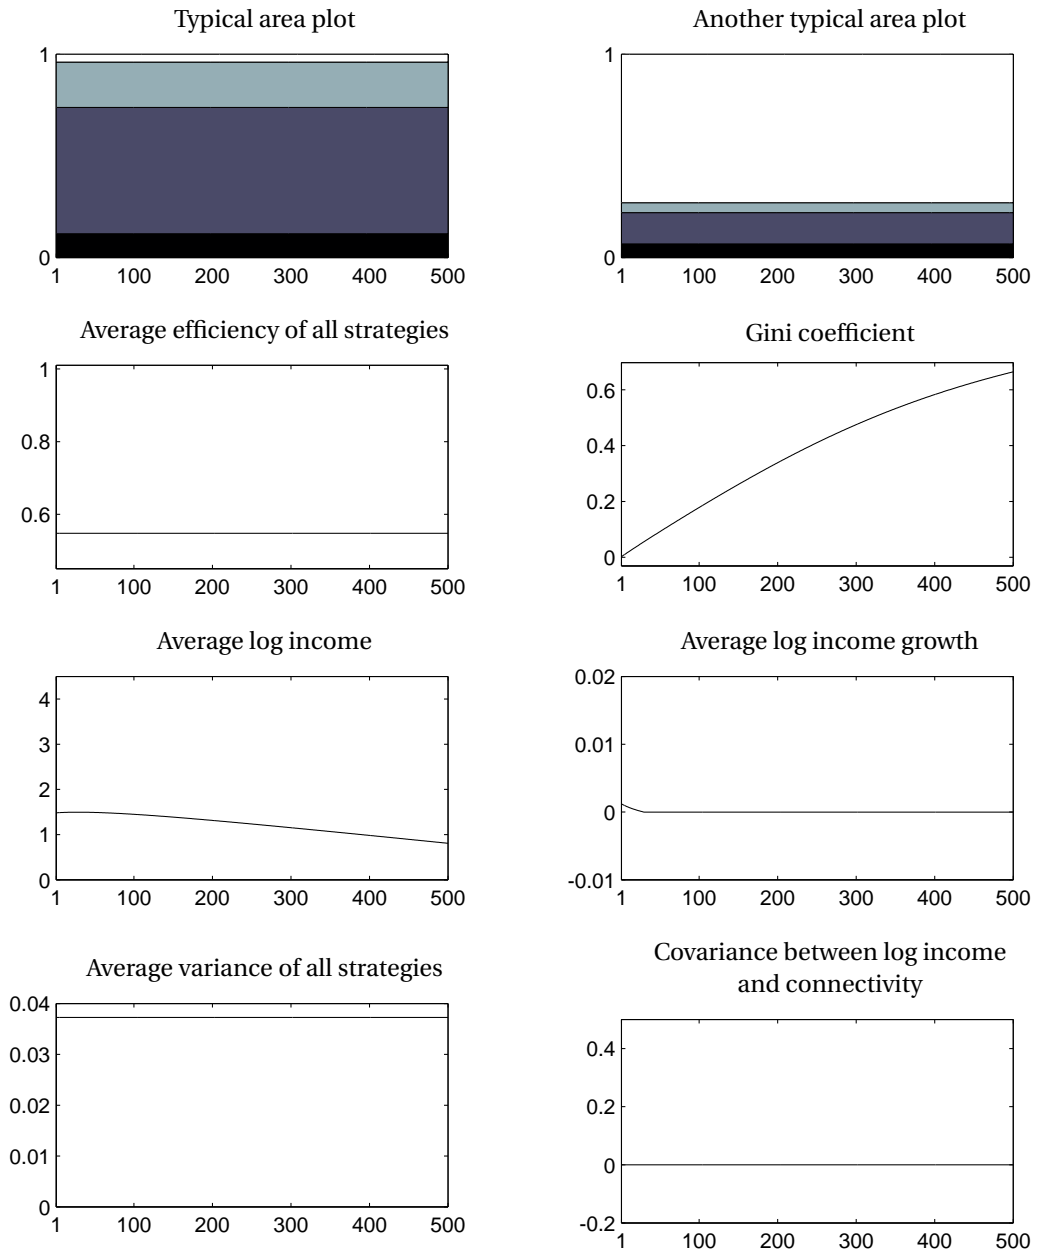 Typical area plot
1
0
1 100 200 300 400 500
Another typical area plot
1
0
1 100 200 300 400 500
Average efficiency of all strategies
1
0.8
0.6
1 100 200 300 400 500
Gini coefficient
0.6
0.4
0.2
0
1 100 200 300 400 500
Average log income
4
3
2
1
0
1 100 200 300 400 500
Average log income growth
0.02
0.01
0
-0.01
1 100 200 300 400 500
Average variance of all strategies
0.04
0.03
0.02
0.01
0
1 100 200 300 400 500
Covariance between log income
and connectivity
0.4
0.2
0
-0.2
1 100 200 300 400 500